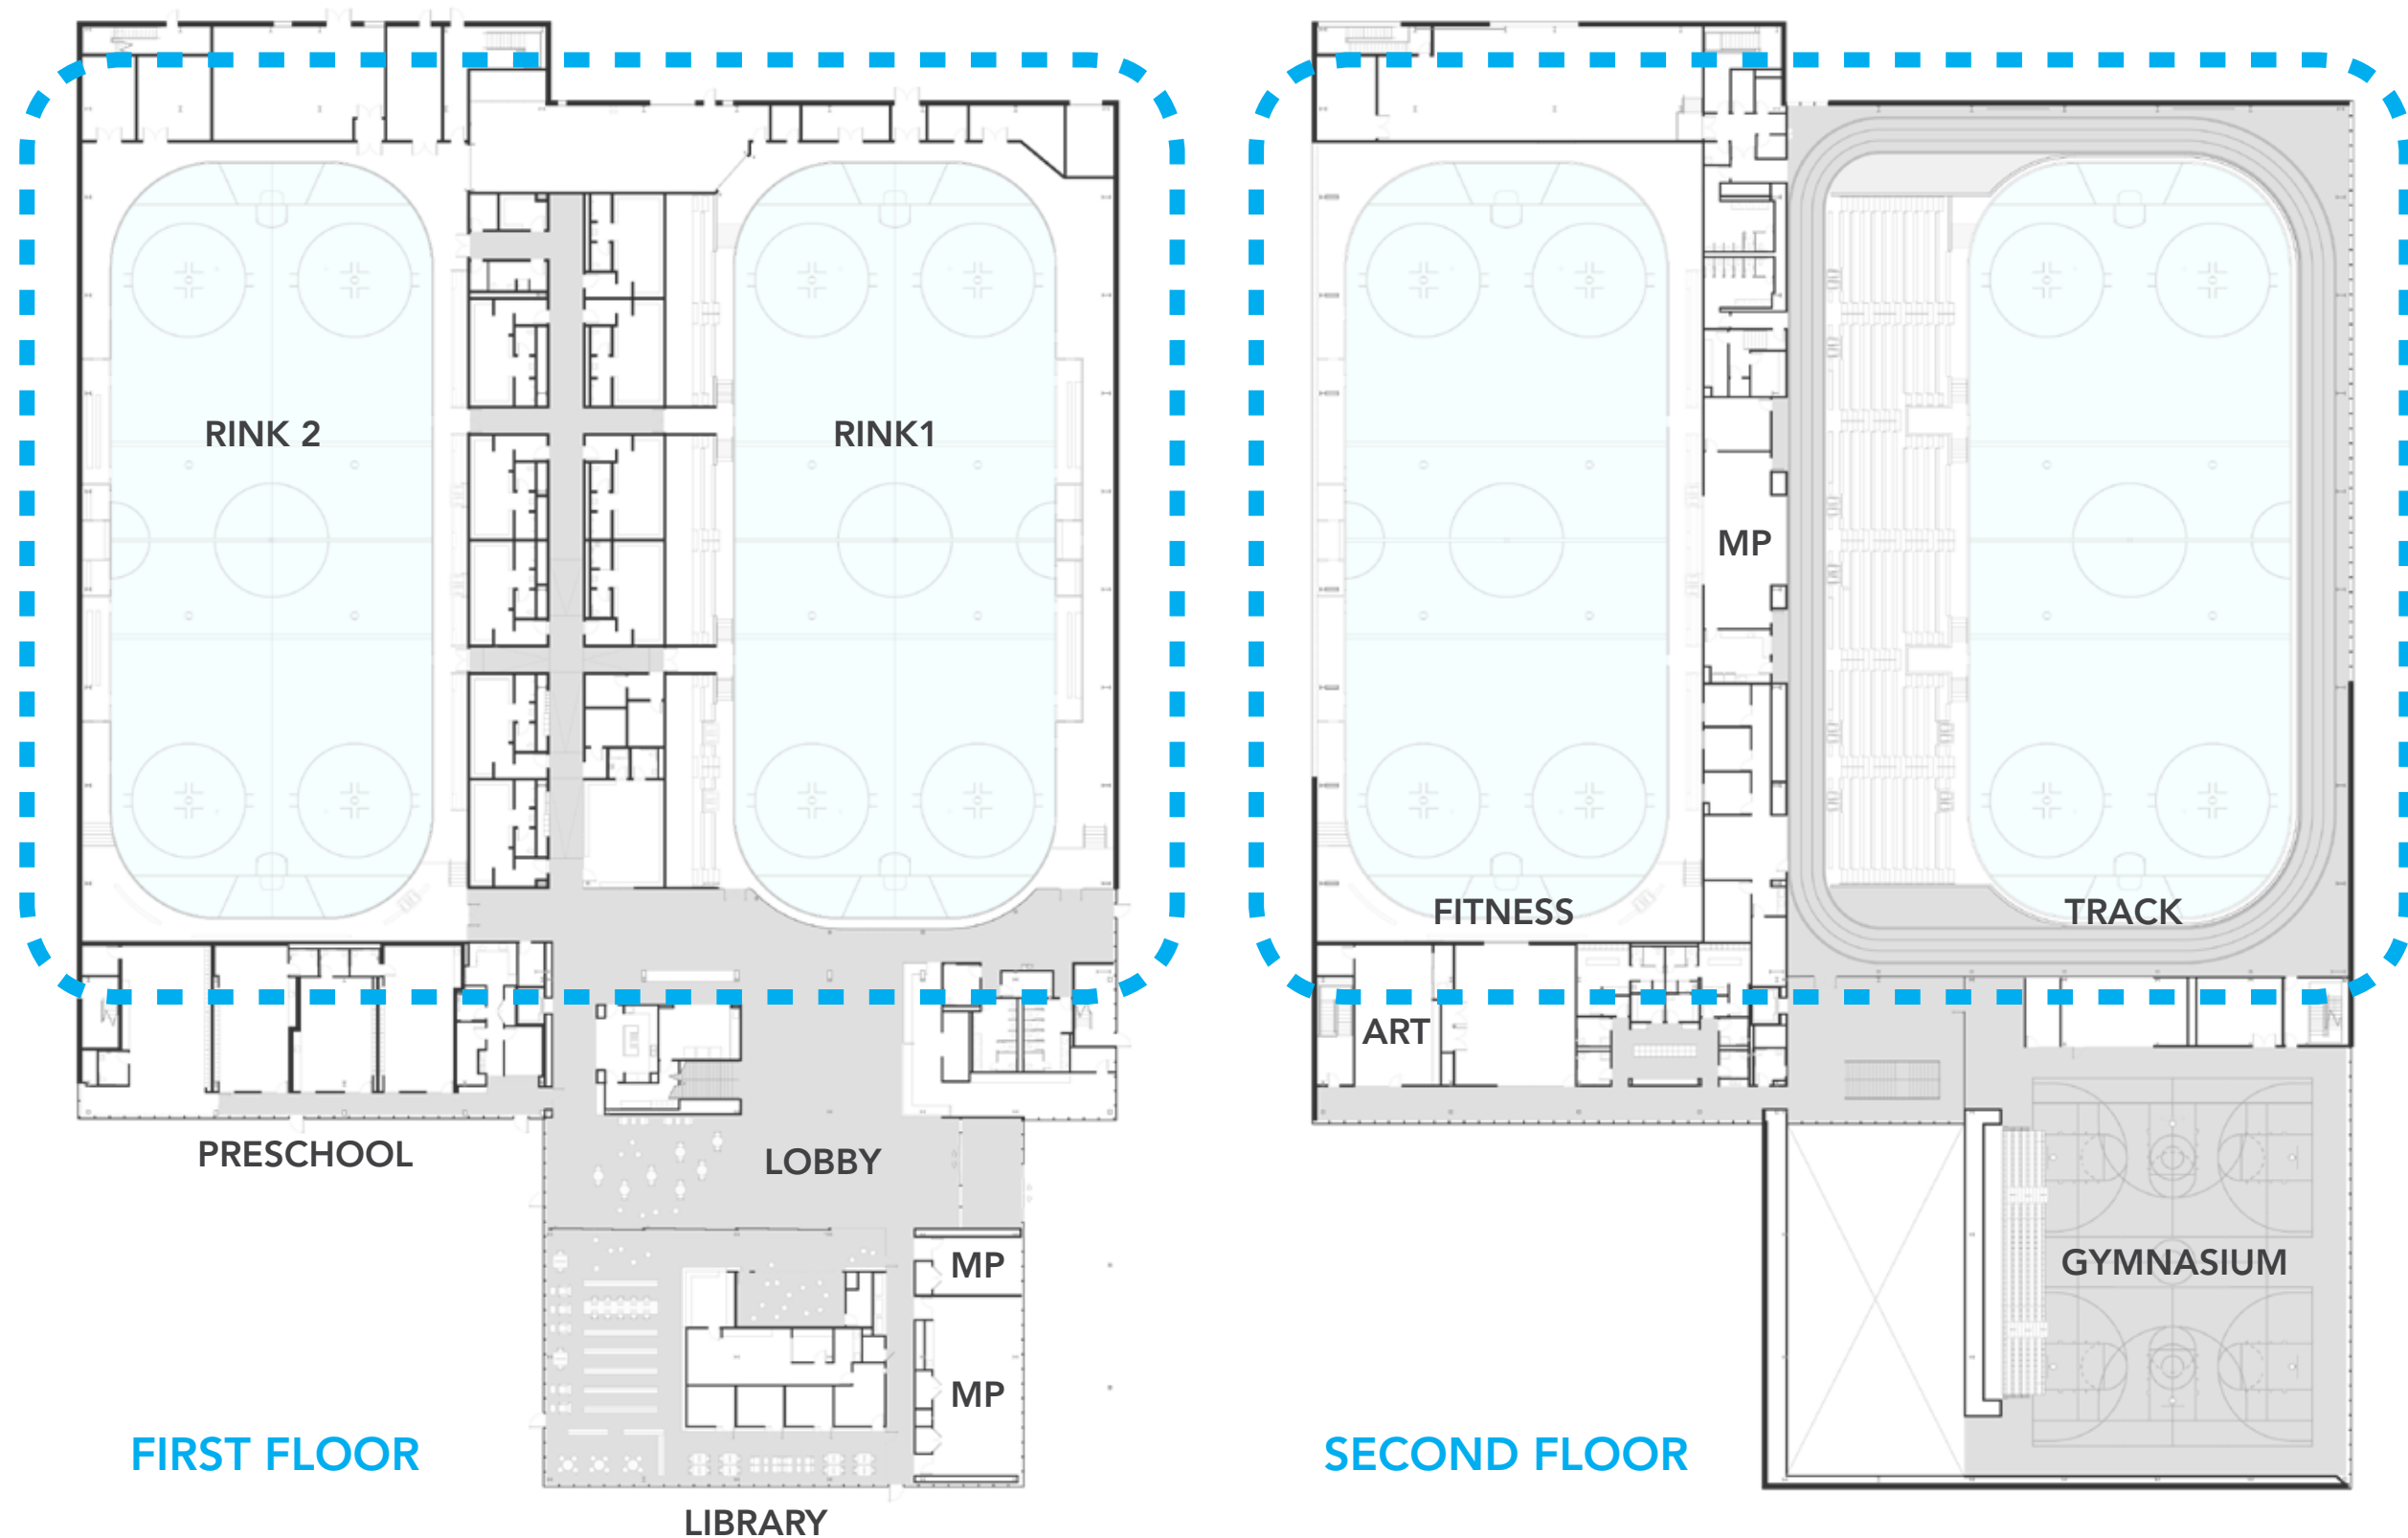 RINK 2
RINK1
PRESCHOOL
LOBBY
MP
MP
FIRST FLOOR
LIBRARY
MP
FITNESS
TRACK
ART
GYMNASIUM
SECOND FLOOR